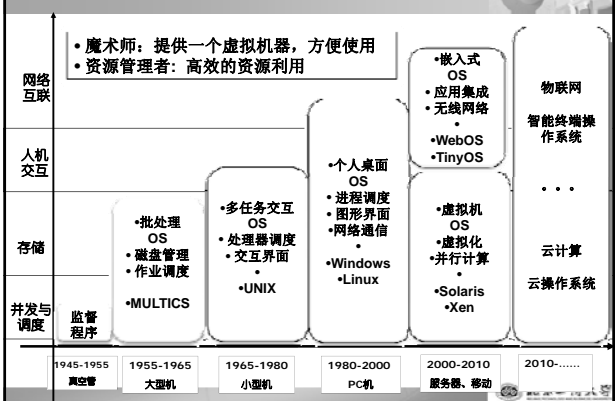 • 魔术师：提供一个虚拟机器，方便使用
• 资源管理者：高效的资源利用
网络
互联
人机
交互
存储
并发与
调度
监督
程序
•批处理
OS
• 磁盘管理
• 作业调度
•MULTICS
•多任务交互
OS
• 处理器调度
• 交互界面
•
•UNIX
•个人桌面
OS
• 进程调度
• 图形界面
•网络通信
•
•Windows
•Linux
•嵌入式
OS
• 应用集成
• 无线网络
•
•WebOS
•TinyOS
•虚拟机
OS
•虚拟化
•并行计算
•
•Solaris
•Xen
物联网
智能终端操
作系统
. . .
云计算
云操作系统
1945-1955
真空管
1955-1965
大型机
1965-1980
小型机
1980-2000
PC机
2000-2010
服务器、移动
2010-......